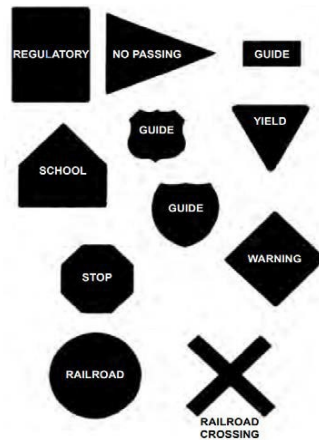 REGULATORY
NO PASSING
GUIDE
GUIDE
YIELD
SCHOOL
GUIDE
WARNING
STOP
RAILROAD
RAILROAD
CROSSING